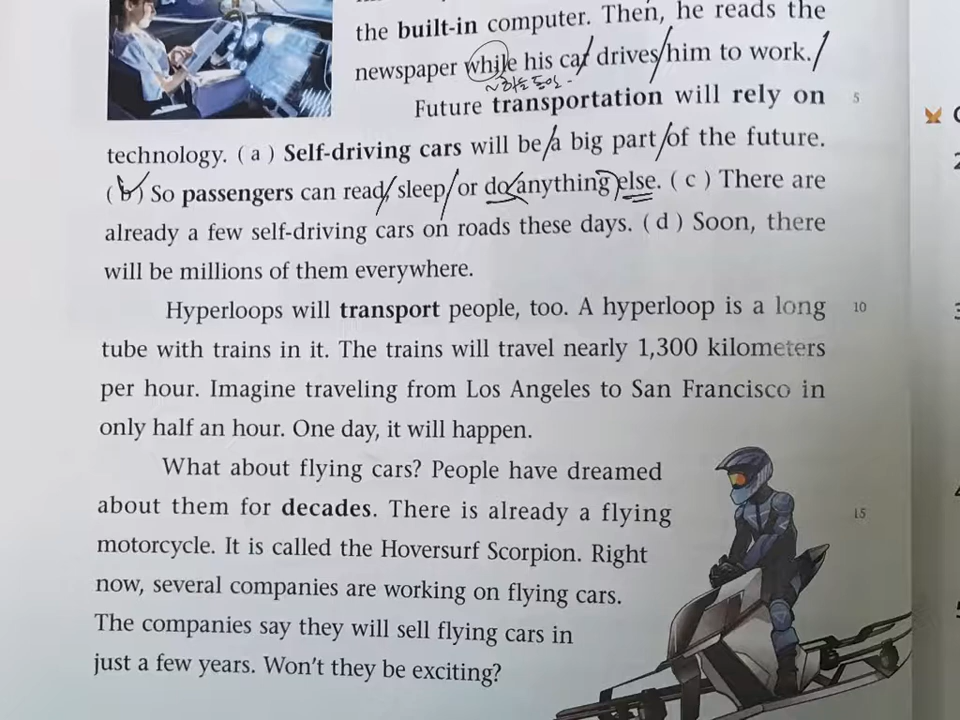 the built-in computer. Then, he reads the
newspaper while his car drives him to work.
~하는 동안
Future transportation will rely on 5
technology. (a) Self-driving cars will be a big part of the future.
(b) So passengers can read, sleep, or do anything else. (c) There are
already a few self-driving cars on roads these days. (d) Soon, there
will be millions of them everywhere.
Hyperloops will transport people, too. A hyperloop is a long 10
tube with trains in it. The trains will travel nearly 1,300 kilometers
per hour. Imagine traveling from Los Angeles to San Francisco in
only half an hour. One day, it will happen.
What about flying cars? People have dreamed
about them for decades. There is already a flying 15
motorcycle. It is called the Hoversurf Scorpion. Right
now, several companies are working on flying cars.
The companies say they will sell flying cars in
just a few years. Won't they be exciting?